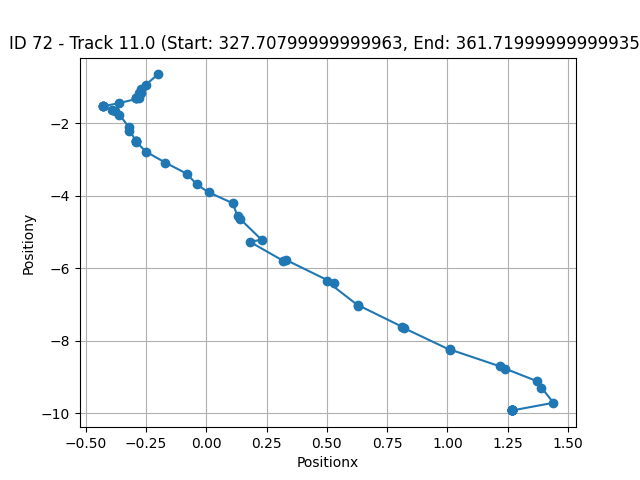 ID 72 - Track 11.0 (Start: 327.70799999999963, End: 361.71999999999935
Positiony
−2
−4
−6
−8
−10
−0.50 −0.25 0.00 0.25 0.50 0.75 1.00 1.25 1.50
Positionx